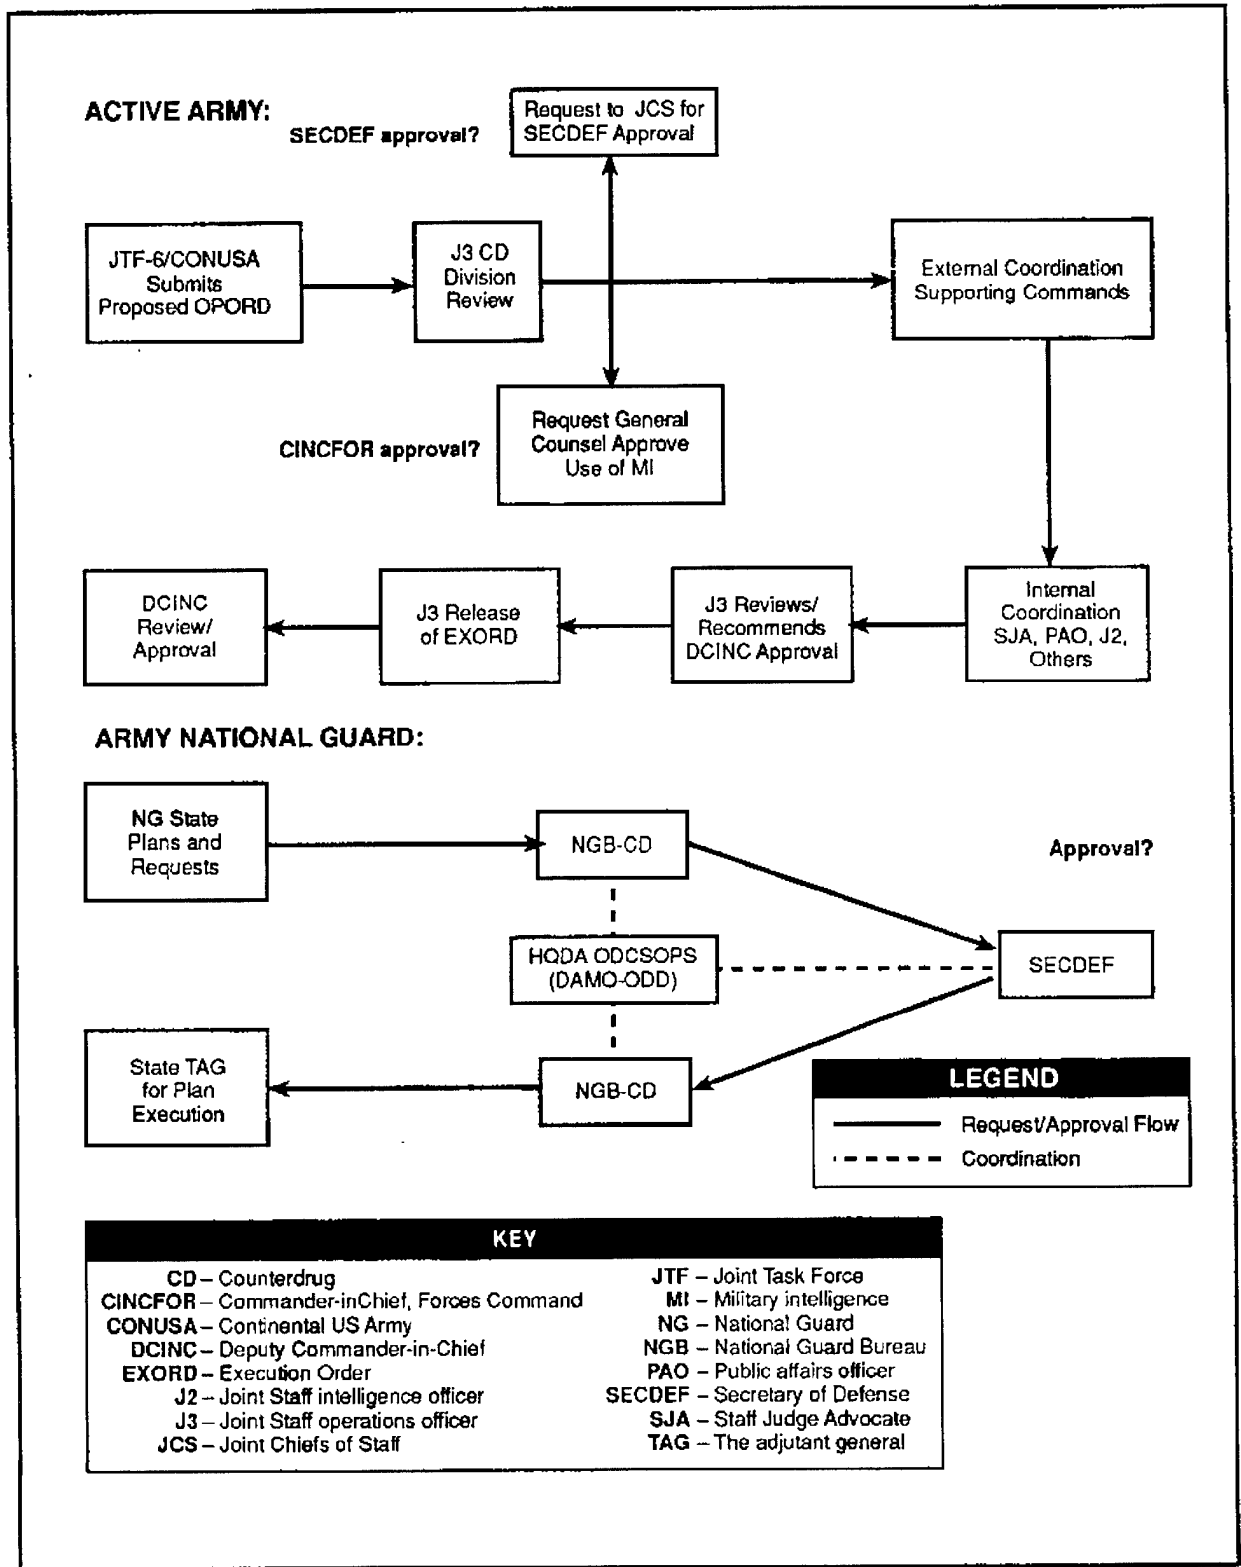 ACTIVE ARMY:
SECDEF approval?
Request to JCS for
SECDEF Approval
JTF-6/CONUSA
Submits
Proposed OPORD
J3 CD
Division
Review
External Coordination
Supporting Commands
CINCFOR approval?
Request General
Counsel Approve
Use of MI
DCINC
Review/
Approval
J3 Release
of EXORD
J3 Reviews/
Recommends
DCINC Approval
Internal
Coordination
SJA, PAO, J2,
Others
ARMY NATIONAL GUARD:
NG State
Plans and
Requests
NGB-CD
Approval?
HQDA ODCSOPS
(DAMO-ODD)
SECDEF
State TAG
for Plan
Execution
NGB-CD
LEGEND
Request/Approval Flow
Coordination
KEY
CD – Counterdrug
CINCFOR – Commander-inChief, Forces Command
CONUSA – Continental US Army
DCINC – Deputy Commander-in-Chief
EXORD – Execution Order
J2 – Joint Staff intelligence officer
J3 – Joint Staff operations officer
JCS – Joint Chiefs of Staff
JTF – Joint Task Force
MI – Military intelligence
NG – National Guard
NGB – National Guard Bureau
PAO – Public affairs officer
SECDEF – Secretary of Defense
SJA – Staff Judge Advocate
TAG – The adjutant general